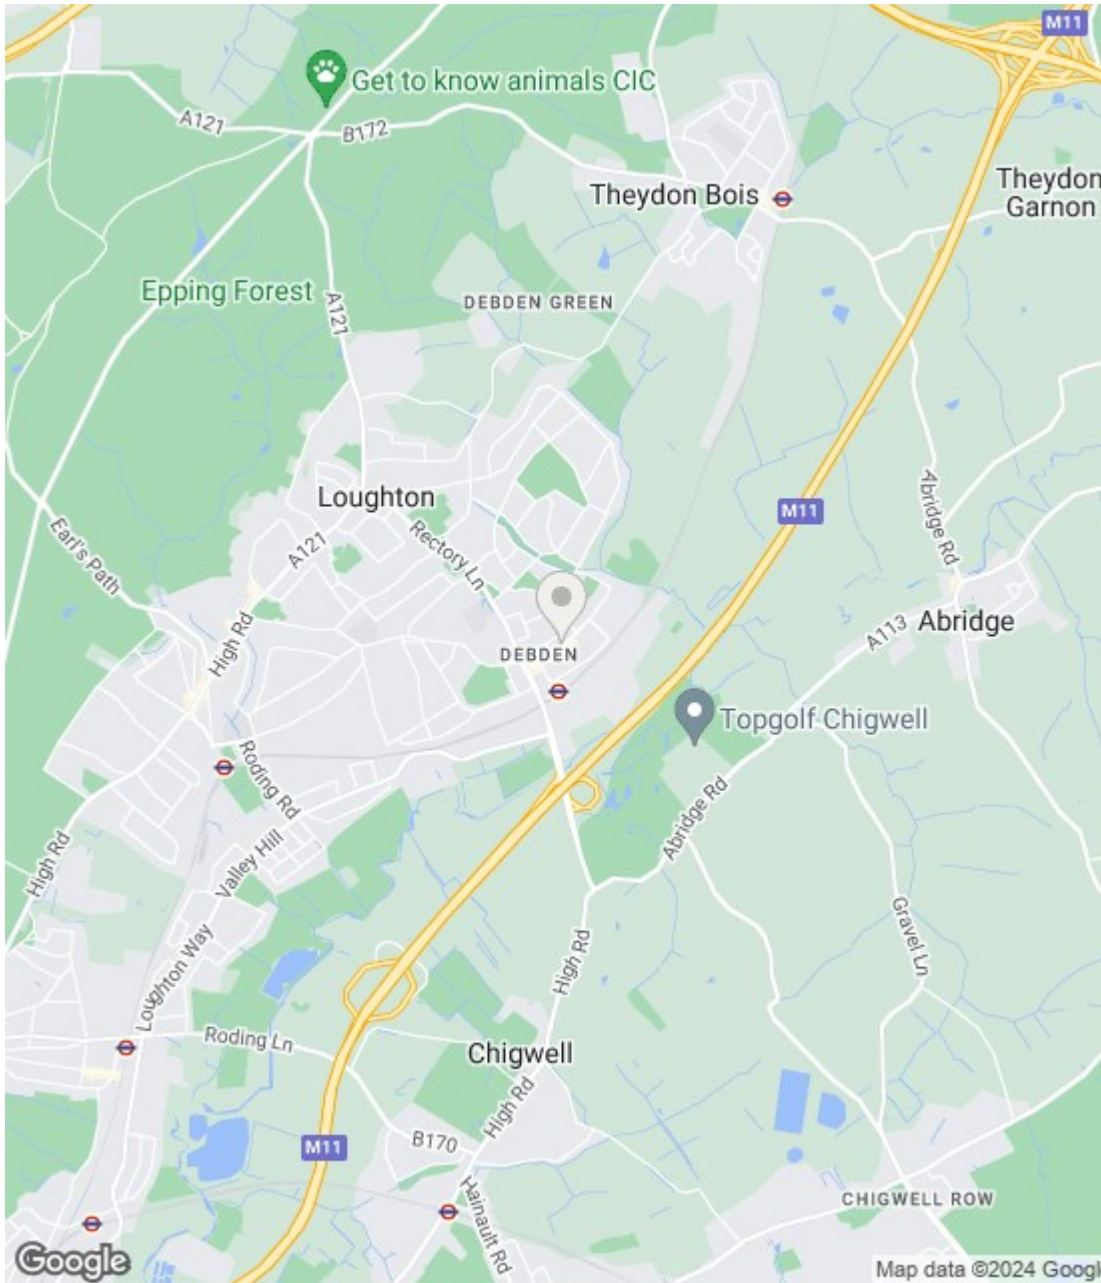 M11
Get to know animals CIC
A121
B172
Theydon Bois
Theydon
Garnon
Epping Forest
A121
DEBDEN GREEN
Loughton
M11
Abridge Rd
A121
Rectory Ln
Earl's Path
High Rd
Abridge
A113
DEBDEN
Topgolf Chigwell
Roding Rd
Abridge Rd
Valley Hill
High Rd
Gravel Ln
High Rd
Loughton Way
Roding Ln
Chigwell
High Rd
M11
B170
Hainault Rd
CHIGWELL ROW
Google
Map data ©2024 Googl